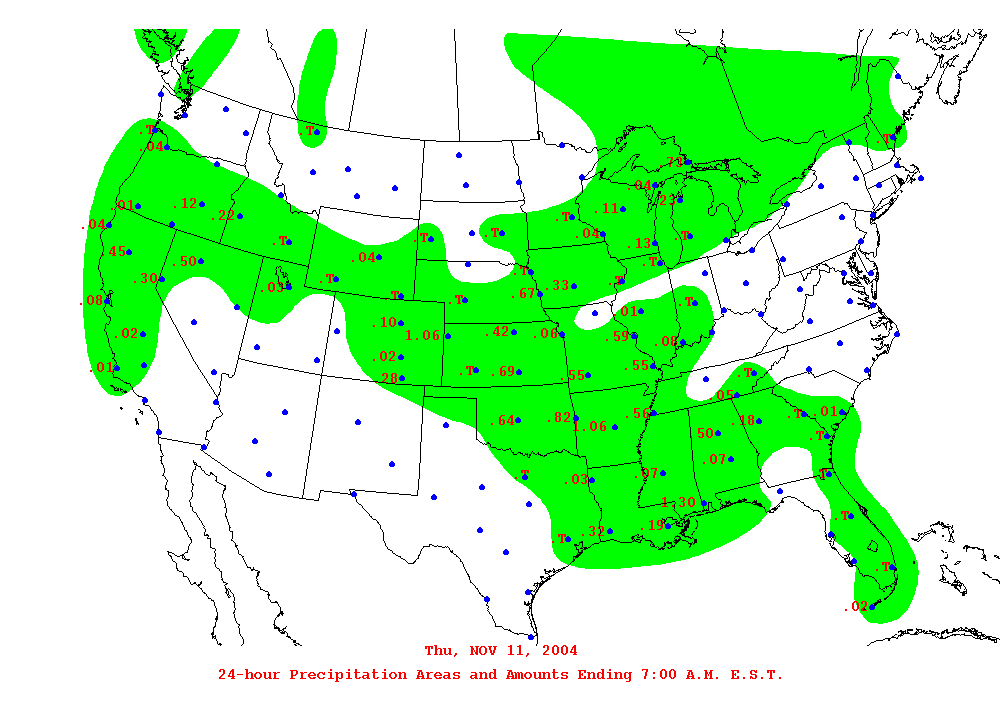 .T
.T
.04
.T
.71
.04
.01
.12
.22
.23
.11
.T
.04
.04
.T
.T
.T
.13
.T
.45
.50
.04
.T
.30
.03
.T
.T
.33
.T
.08
.T
.T
.67
.T
.01
.02
.10
1.06
.42
.06
.59
.08
.01
.02
.28
.T
.69
.55
.55
.T
.05
.64
.82
1.06
.56
.50
.18
.T
.01
.T
.T
.03
.97
.07
.T
1.30
.T
.32
.19
.T
.T
.02
Thu, NOV 11, 2004
24-hour Precipitation Areas and Amounts Ending 7:00 A.M. E.S.T.